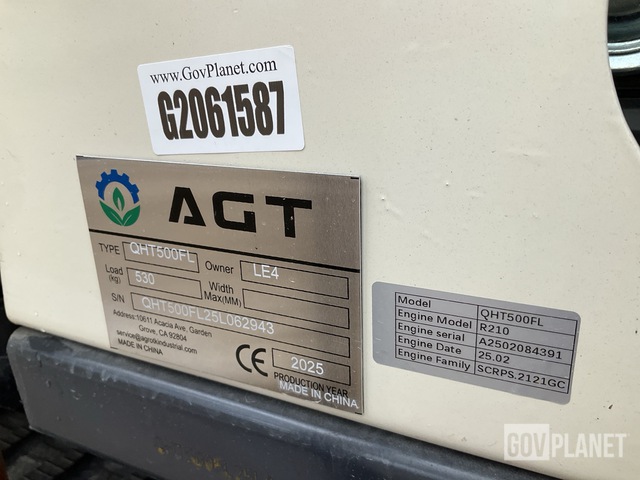 www.GovPlanet.com
G2061587
AGT
TYPE QHT500FL Owner LE4
Load (kg) 530 Width Max(MM)
S/N QHT500FL25L062943
Address:10611 Acacia Ave, Garden
Grove, CA 92804
service@agrotkindustrial.com
MADE IN CHINA
CE 2025
PRODUCTION YEAR
MADE IN CHINA
Model QHT500FL
Engine Model R210
Engine serial A2502084391
Engine Date 25.02
Engine Family SCRPS.2121GC
GOVPLANET